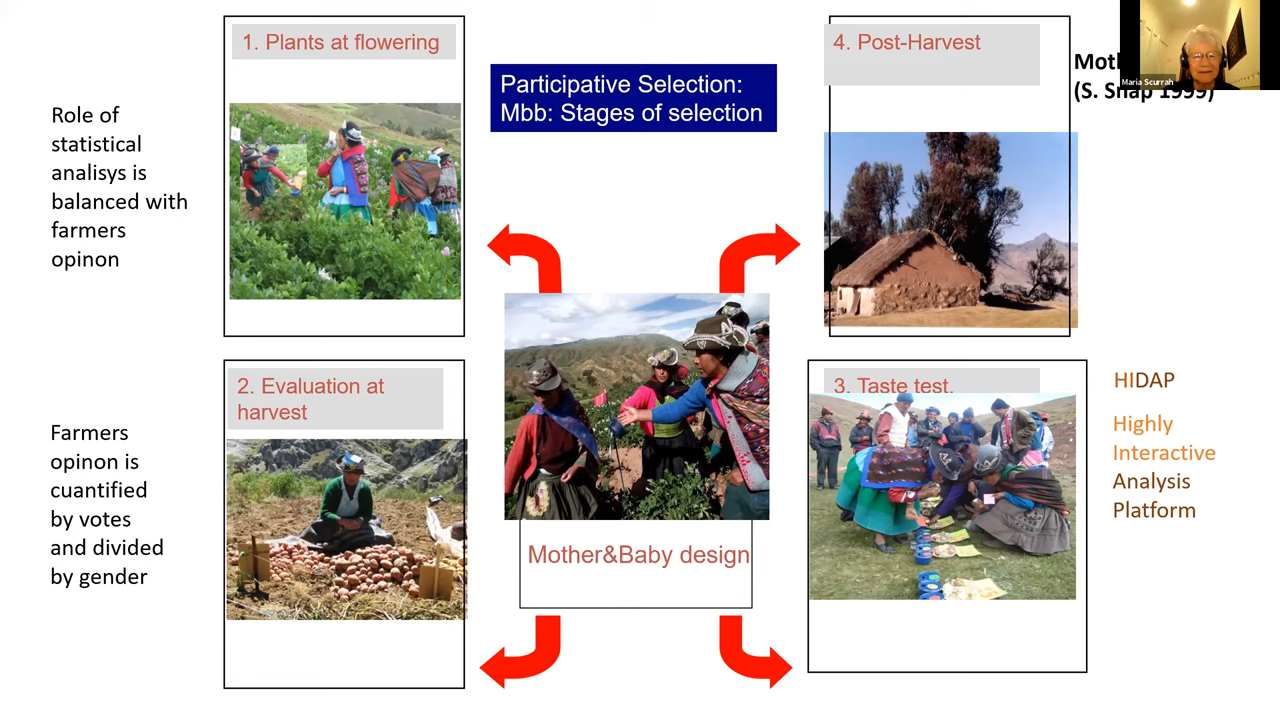 1. Plants at flowering
Participative Selection:
Mbb: Stages of selection
4. Post-Harvest
Maria Scurrah
(S. Snap 1999)
Role of
statistical
analisys is
balanced with
farmers
opinon
2. Evaluation at
harvest
3. Taste test.
HIDAP
Highly
Interactive
Analysis
Platform
Farmers
opinon is
cuantified
by votes
and divided
by gender
Mother&Baby design